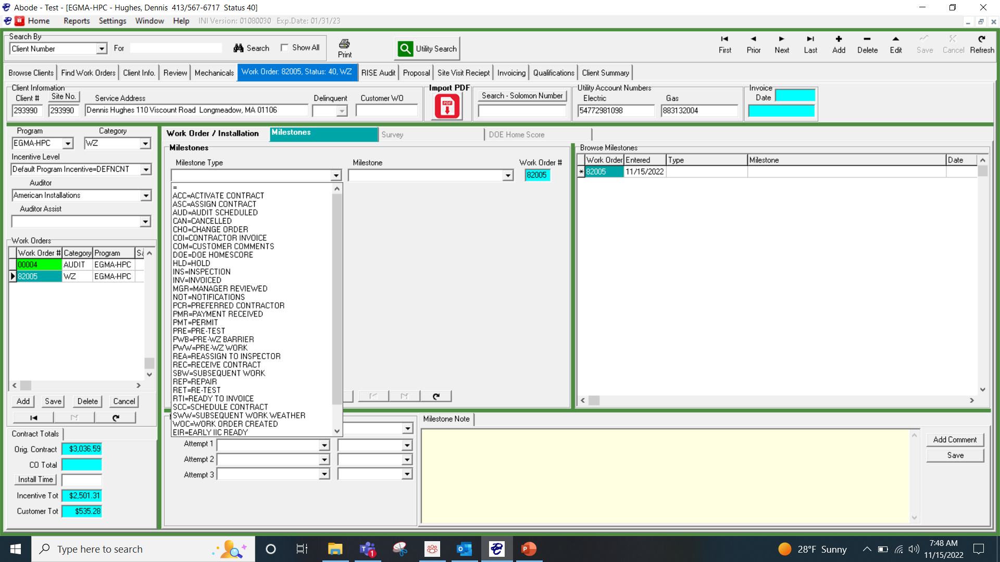 Abode - Test - [EGMA-HPC - Hughes, Dennis  413/567-6717  Status 40]
Home Reports Settings Window Help INI Version: 01080030 Exp.Date: 01/31/23
Search By
Client Number For Search Show All Print Utility Search
First Prior Next Last Add Delete Edit Save Cancel Refresh
Browse Clients Find Work Orders Client Info. Review Mechanicals Work Order: 82005, Status: 40, WZ RISE Audit Proposal Site Visit Reciept Invoicing Qualifications Client Summary
Client Information
Client # Site No. Service Address Delinquent Customer WO
293990 293990 Dennis Hughes 110 Viscount Road  Longmeadow, MA 01106
Import PDF
PDF
Search - Solomon Number
Utility Account Numbers
Electric Gas
54772981098 883132004
Invoice
Date
Program Category
EGMA-HPC WZ
Incentive Level
Default Program Incentive=DEFNCNT
Auditor
American Installations
Auditor Assist
Work Orders
Work Order # Category Program
00004 AUDIT EGMA-HPC
82005 WZ EGMA-HPC
Add Save Delete Cancel
Contract Totals
Orig. Contract $3,036.59
CO Total
Install Time
Incentive Tot $2,501.31
Customer Tot $535.28
Work Order / Installation Milestones Survey DOE Home Score
Milestones
Milestone Type Milestone Work Order #
82005
=
ACC=ACTIVATE CONTRACT
ASC=ASSIGN CONTRACT
AUD=AUDIT SCHEDULED
CAN=CANCELLED
CHO=CHANGE ORDER
COI=CONTRACTOR INVOICE
COM=CUSTOMER COMMENTS
DOE=DOE HOMESCORE
HLD=HOLD
INS=INSPECTION
INV=INVOICED
MGR=MANAGER REVIEWED
NOT=NOTIFICATIONS
PCR=PREFERRED CONTRACTOR
PMR=PAYMENT RECEIVED
PMT=PERMIT
PRE=PRE-TEST
PWB=PRE-WZ BARRIER
PWW=PRE-WZ WORK
REA=REASSIGN TO INSPECTOR
REC=RECEIVE CONTRACT
SBW=SUBSEQUENT WORK
REP=REPAIR
RET=RE-TEST
RTI=READY TO INVOICE
SCC=SCHEDULE CONTRACT
SWW=SUBSEQUENT WORK WEATHER
WOC=WORK ORDER CREATED
EIR=EARLY IIC READY
Attempt 1
Attempt 2
Attempt 3
Browse Milestones
Work Order Entered Type Milestone Date
* 82005 11/15/2022
Milestone Note
Add Comment
Save
Type here to search
1
28°F Sunny
7:48 AM
11/15/2022